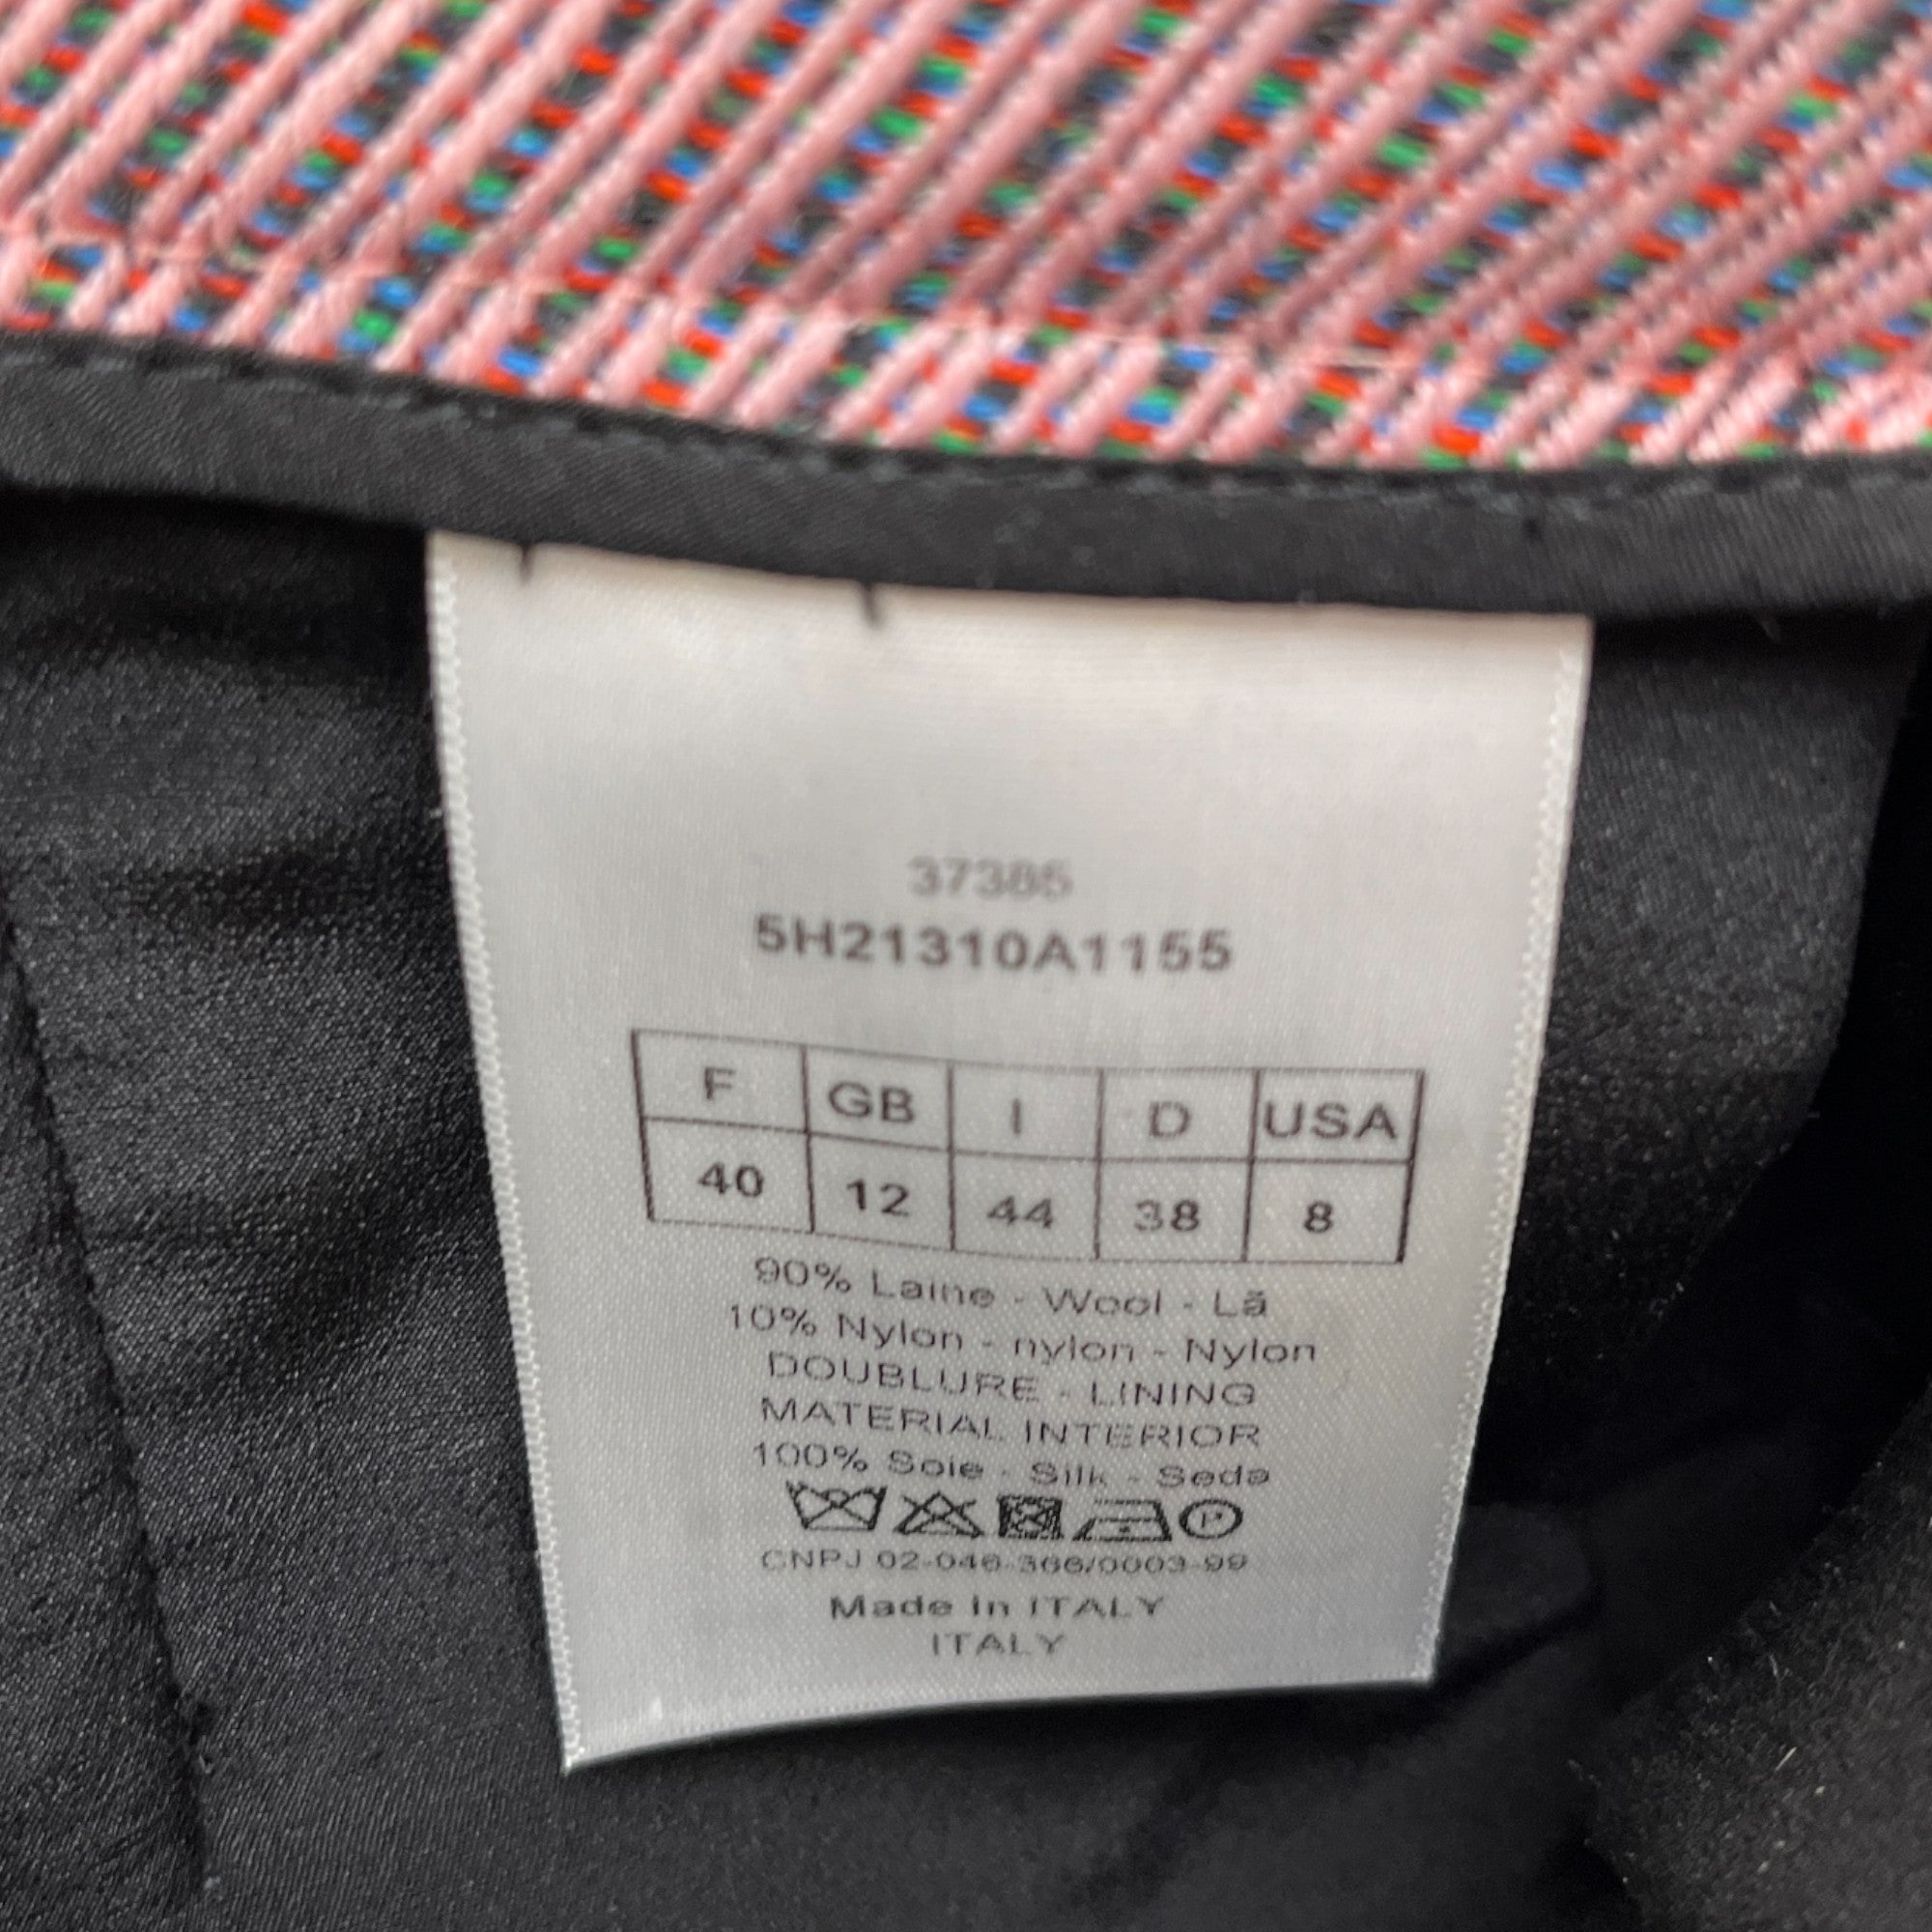 37385
5H21310A1155
F GB I D USA
40 12 44 38 8
90% Laine - Wool - Lã
10% Nylon - nylon - Nylon
DOUBLURE - LINING
MATERIAL INTERIOR
100% Soie - Silk - Seda
P
CNPJ 02-046-366/0003-99
Made in ITALY
ITALY